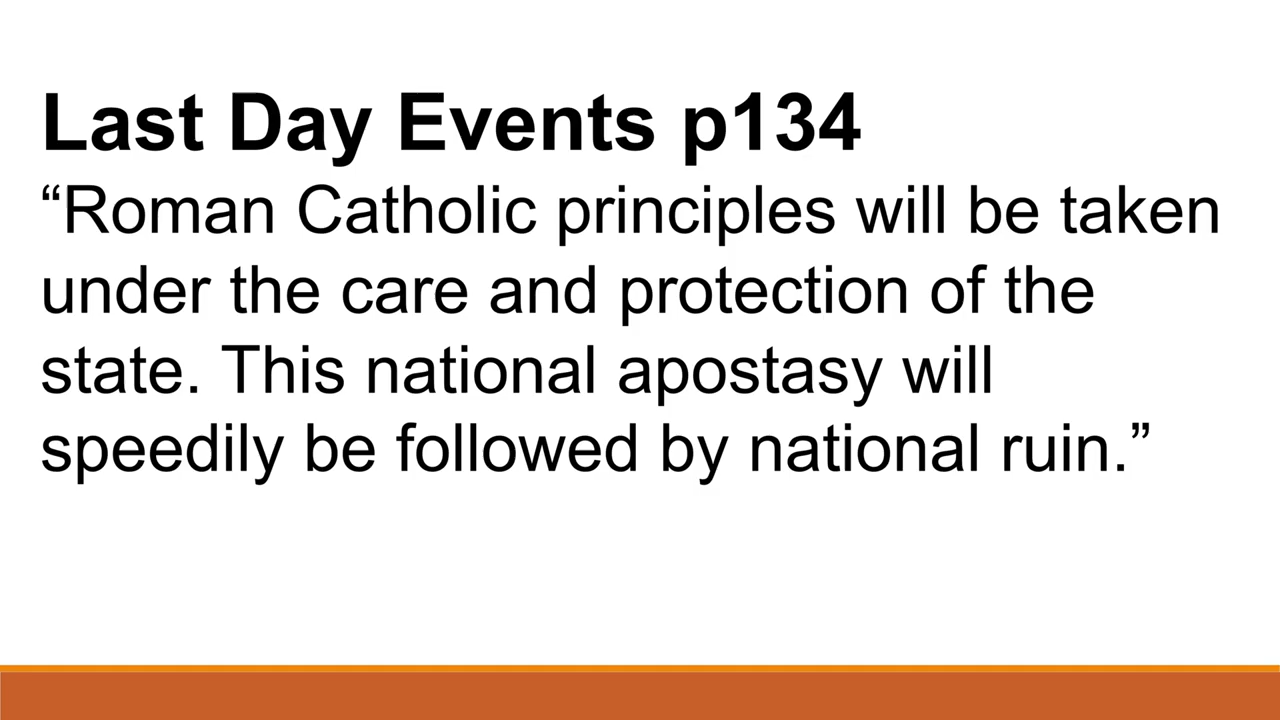 Last Day Events p134
“Roman Catholic principles will be taken
under the care and protection of the
state. This national apostasy will
speedily be followed by national ruin.”